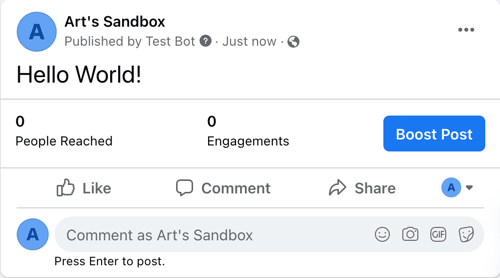 A
Art's Sandbox
Published by Test Bot ? · Just now ·
Hello World!
0
People Reached
0
Engagements
Boost Post
Like
Comment
Share
A
A
Comment as Art's Sandbox
GIF
Press Enter to post.